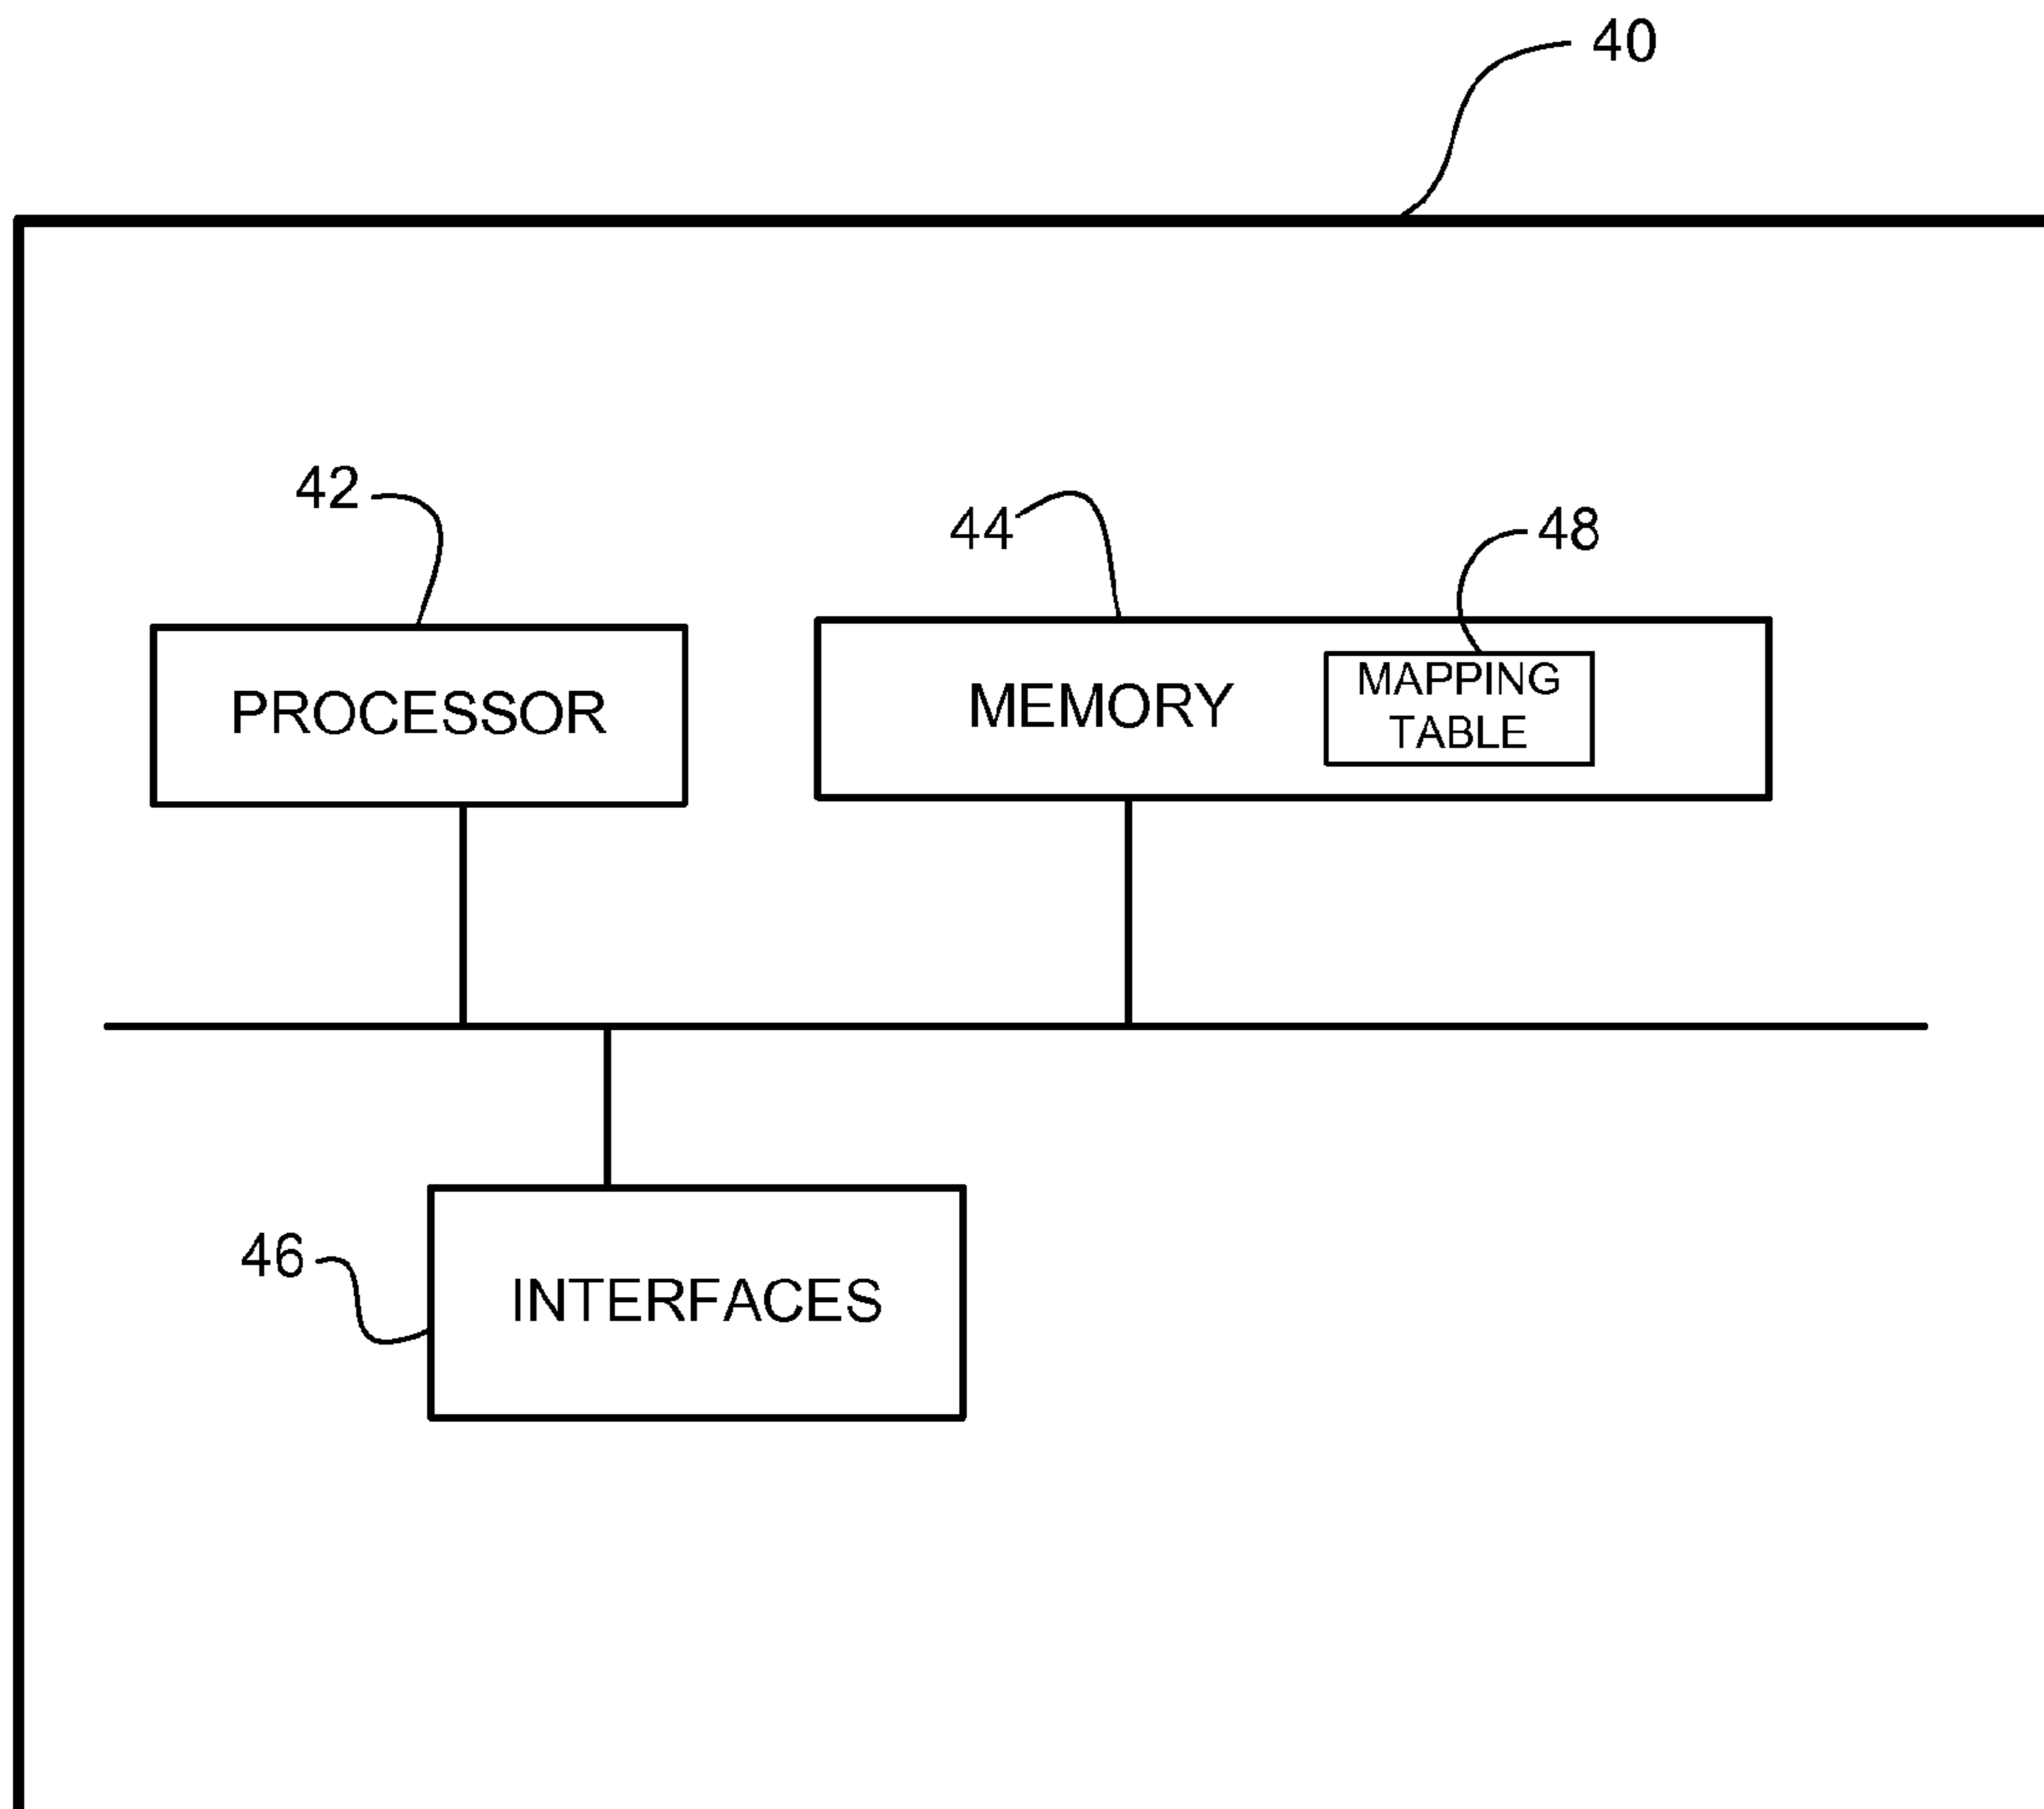 40
42
44
48
PROCESSOR
MEMORY
MAPPING
TABLE
46
INTERFACES